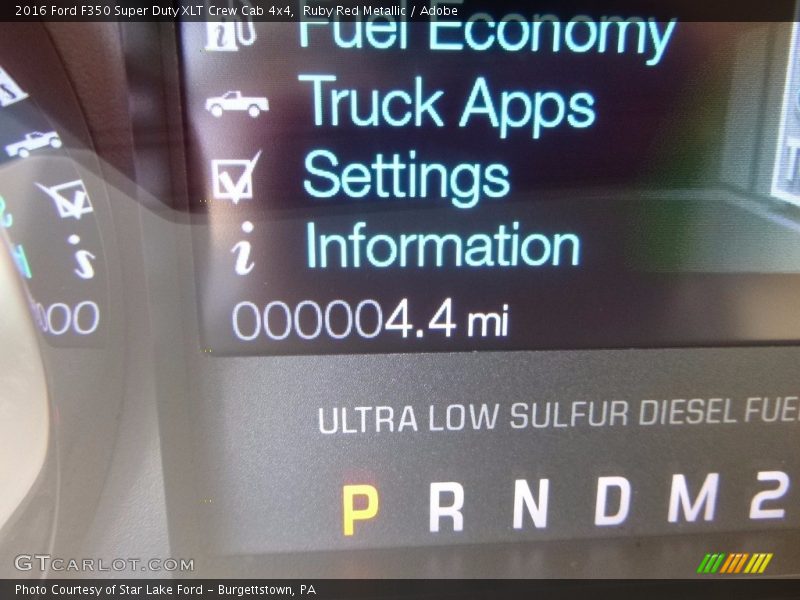 2016 Ford F350 Super Duty XLT Crew Cab 4x4, Ruby Red Metallic / Adobe
Fuel Economy
Truck Apps
Settings
i Information
000004.4 mi
ULTRA LOW SULFUR DIESEL FUE
P R N D M 2
GTCARLOT.COM
Photo Courtesy of Star Lake Ford - Burgettstown, PA